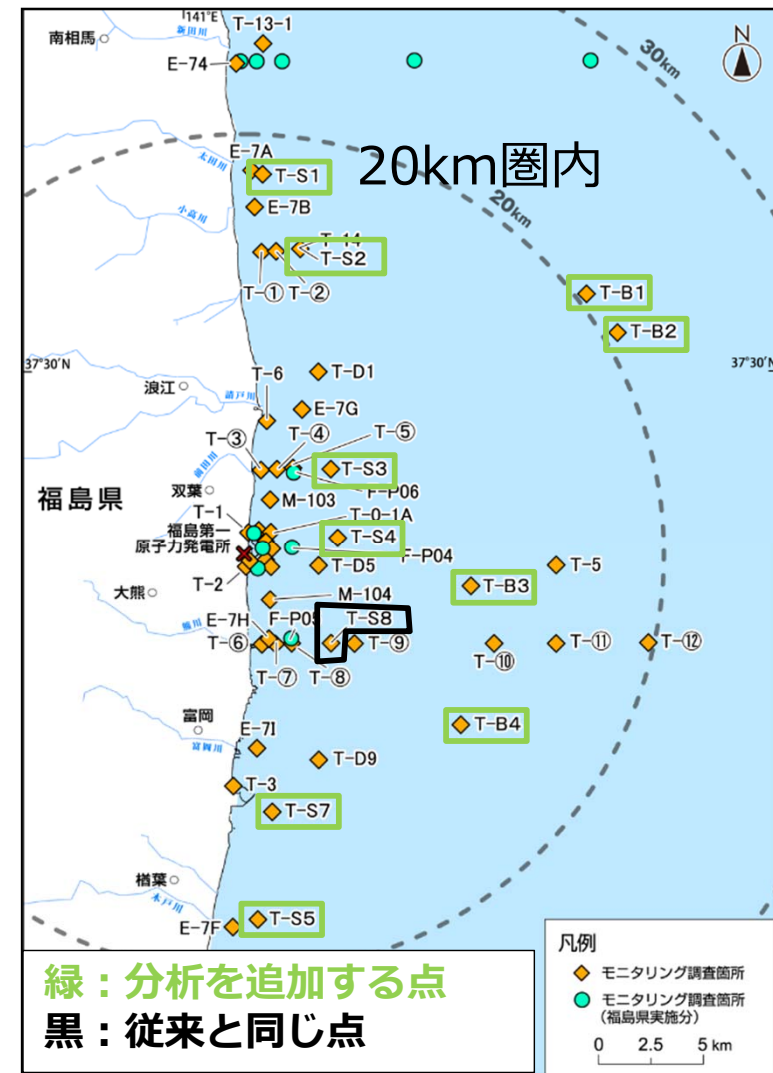 141°E
T-13-1
新田川
南相馬
E-74
N
30km
E-7A
太田川
T-S1
20km圏内
小高川
E-7B
20km
T-14
T-S2
T-① T-②
T-B1
T-B2
37°30′N
37°30′N
T-6
T-D1
浪江
請戸川
E-7G
T-③
T-④
T-⑤
前田川
T-S3
双葉
F-P06
福島県
M-103
T-1
T-0-1A
福島第一
原子力発電所
T-S4
F-P04
T-D5
T-5
T-2
T-B3
大熊
M-104
熊川
E-7H
F-P05
T-S8
T-⑥
T-⑨
T-⑩
T-⑪
T-⑫
T-⑦
T-⑧
富岡
E-7I
T-B4
富岡川
T-D9
T-3
T-S7
楢葉
木戸川
E-7F
T-S5
緑：分析を追加する点
黒：従来と同じ点
凡例
モニタリング調査箇所
モニタリング調査箇所
（福島県実施分）
0 2.5 5 km